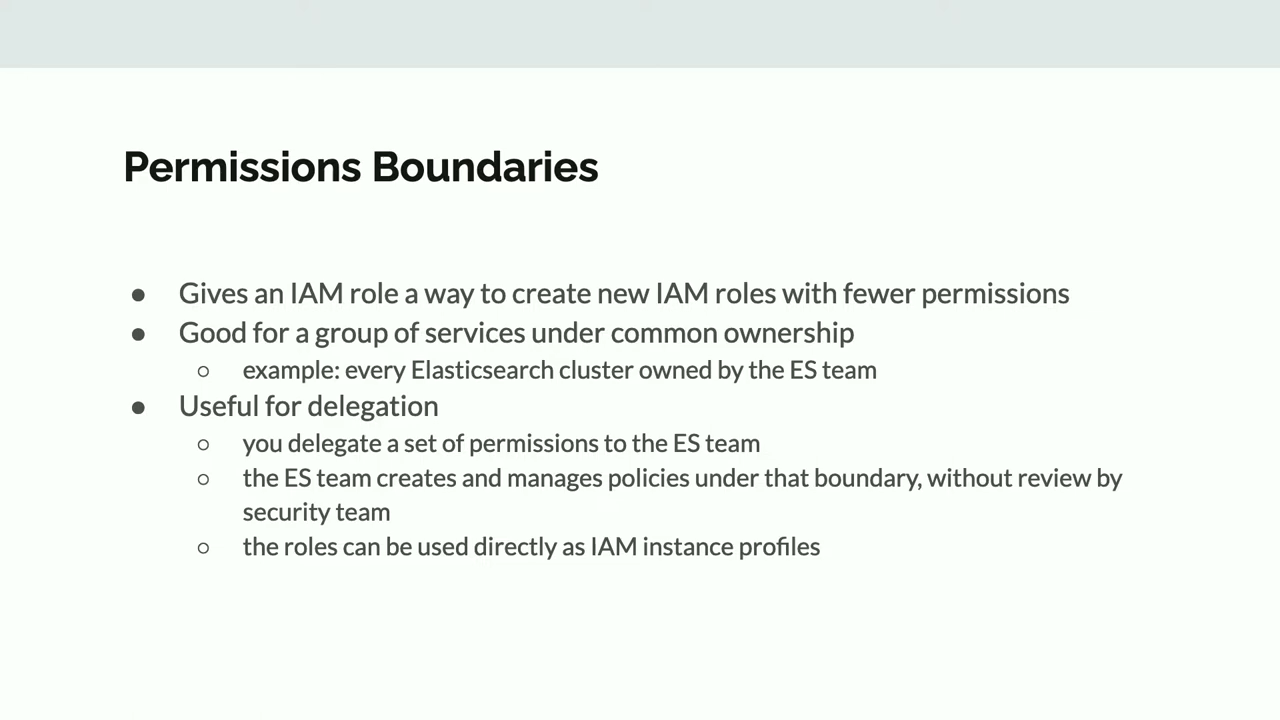 Permissions Boundaries
● Gives an IAM role a way to create new IAM roles with fewer permissions
● Good for a group of services under common ownership
○ example: every Elasticsearch cluster owned by the ES team
● Useful for delegation
○ you delegate a set of permissions to the ES team
○ the ES team creates and manages policies under that boundary, without review by
security team
○ the roles can be used directly as IAM instance profiles